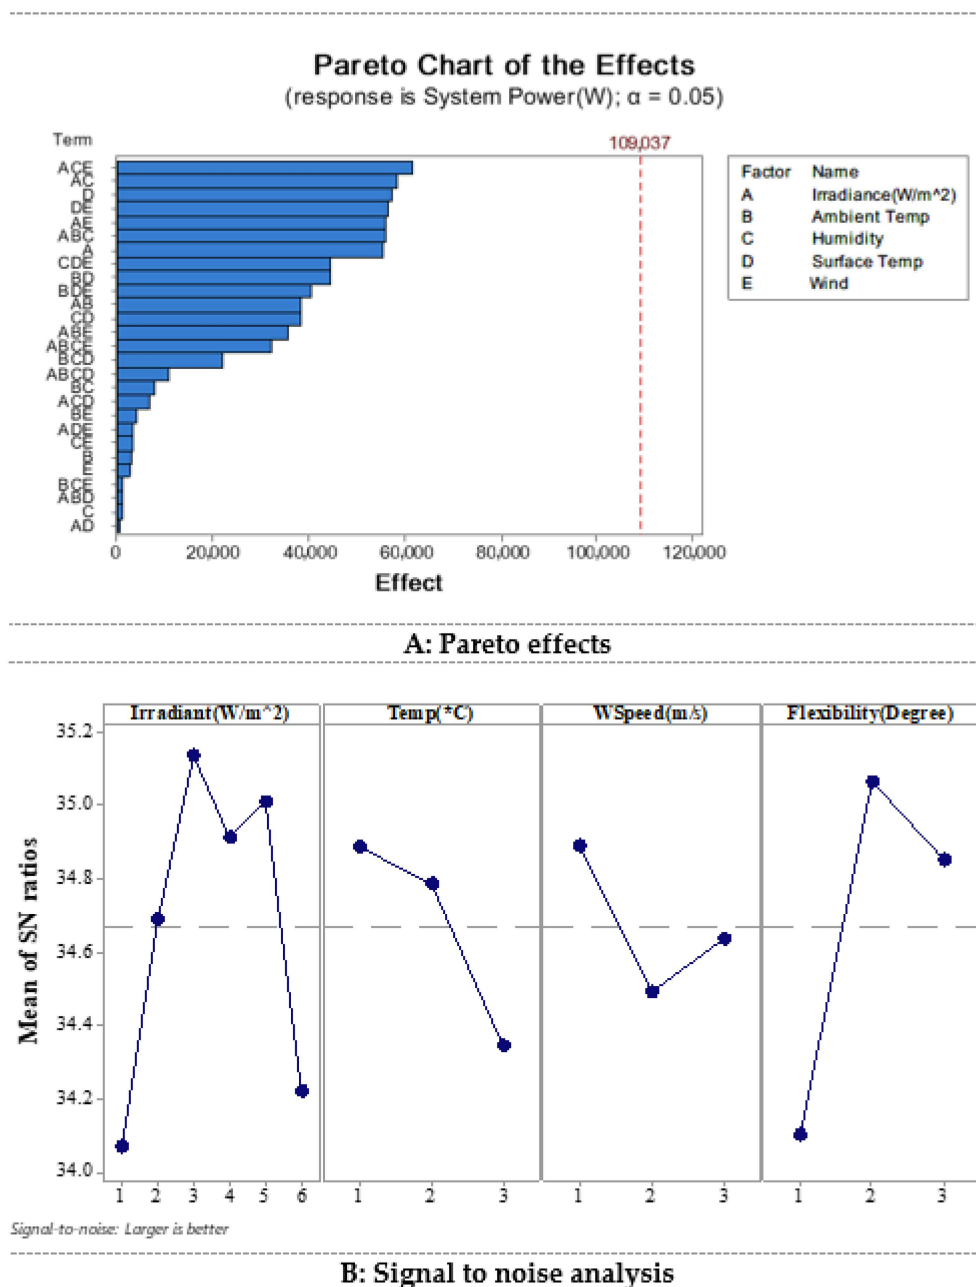 Pareto Chart of the Effects
(response is System Power(W); α = 0.05)
Term
109,037
ACE
AC
D
DE
AE
ABC
A
CDE
BD
BDE
AB
CD
ABE
ABCE
BCD
ABCD
BC
ACD
BE
ADE
CE
B
E
BCE
ABD
C
AD
0 20,000 40,000 60,000 80,000 100,000 120,000
Effect
Factor Name
A Irradiance(W/m^2)
B Ambient Temp
C Humidity
D Surface Temp
E Wind
A: Pareto effects
Irradiant(W/m^2) Temp(*C) WSpeed(m/s) Flexibility(Degree)
Mean of SN ratios
35.2
35.0
34.8
34.6
34.4
34.2
34.0
1 2 3 4 5 6 1 2 3 1 2 3 1 2 3
Signal-to-noise: Larger is better
B: Signal to noise analysis